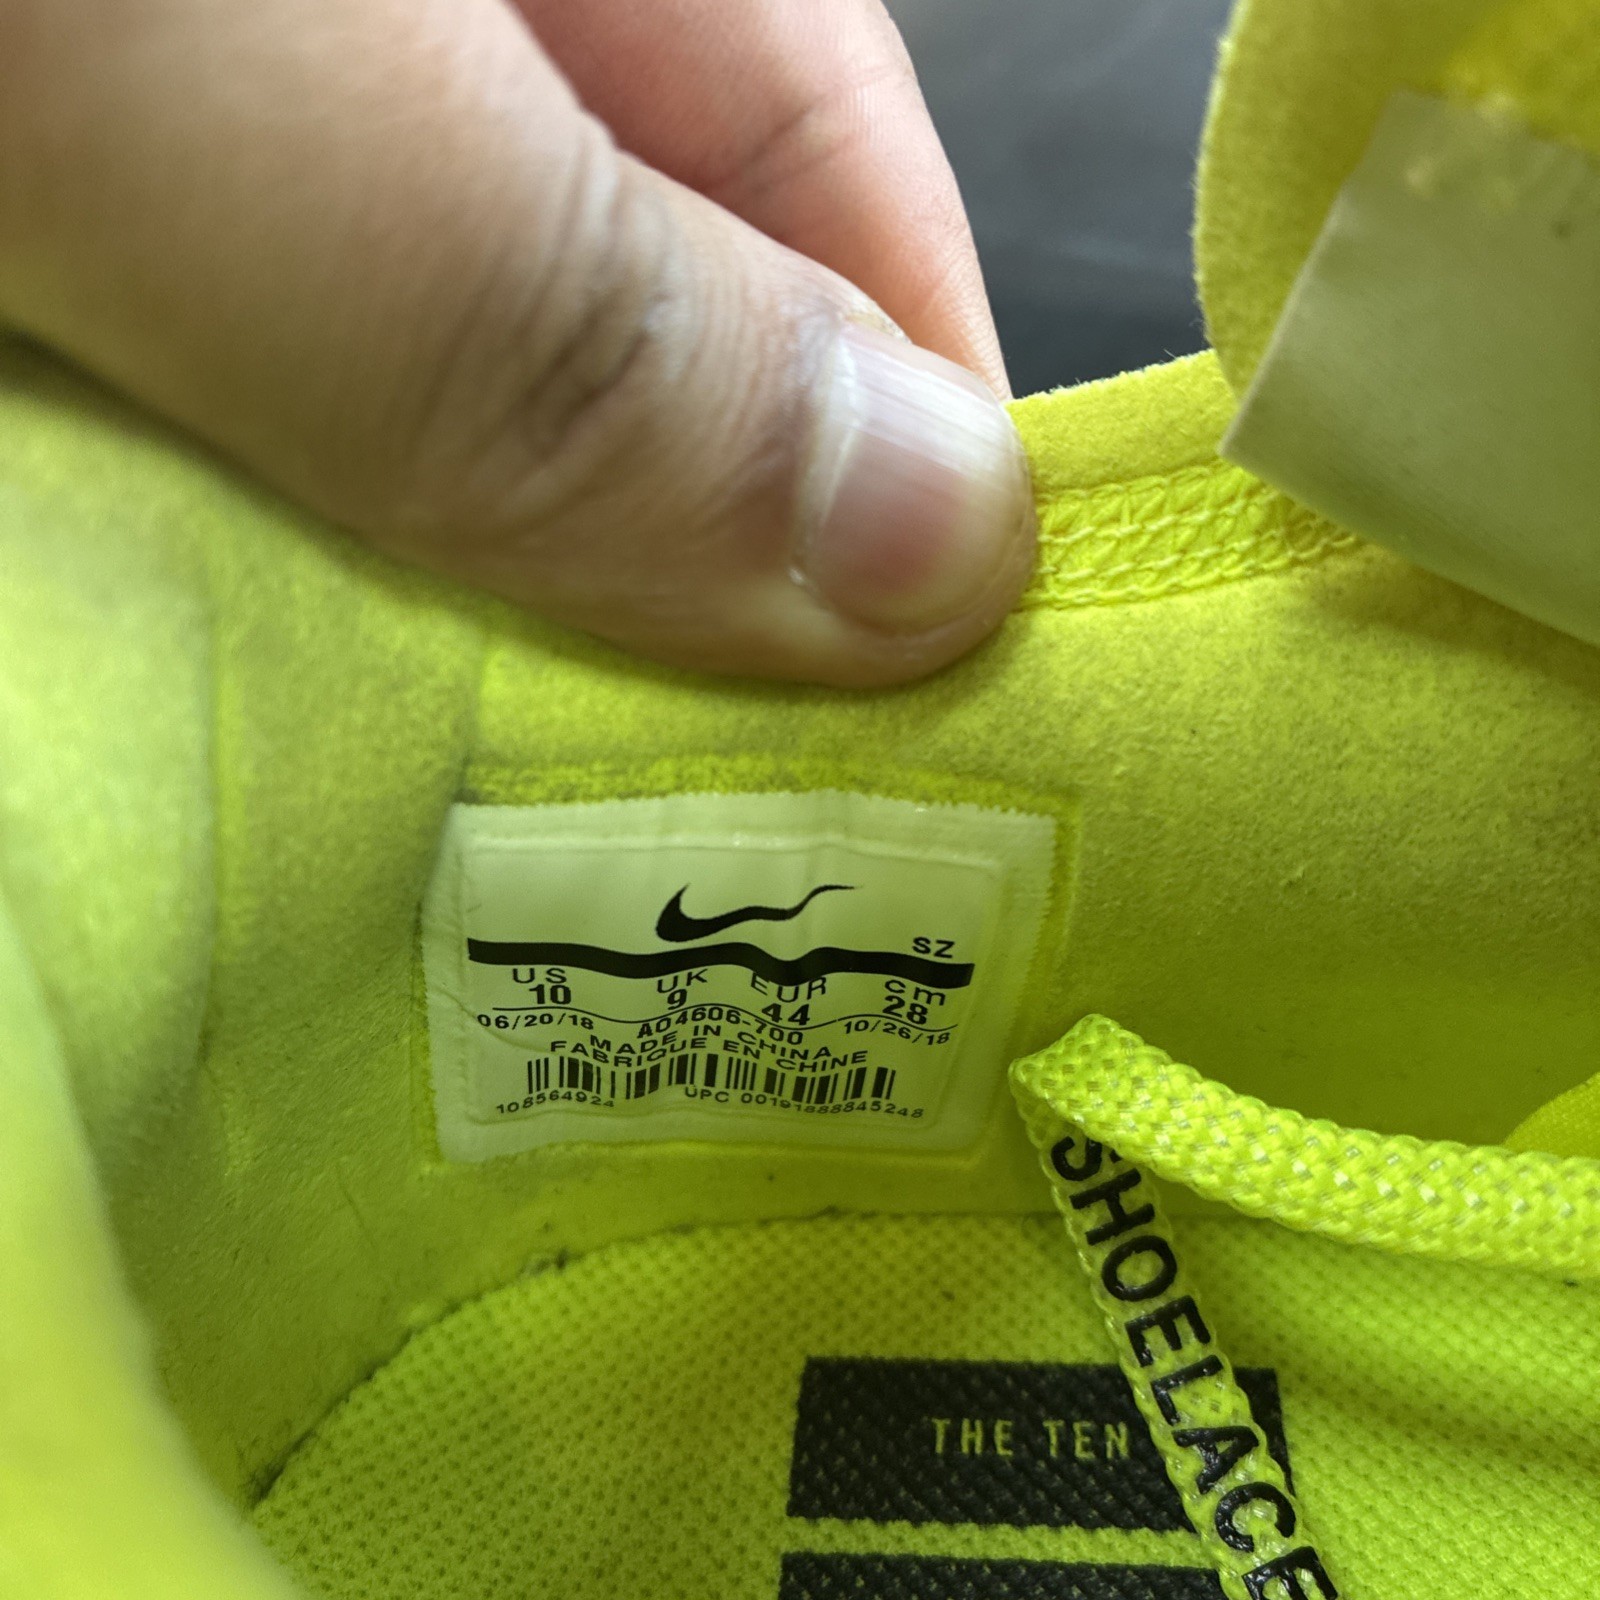 SZ
US UK EUR cm
10 9 44 28
06/20/18 AO4606-700 10/26/18
MADE IN CHINA
FABRIQUE EN CHINE
108564924 UPC 00191888845248
SHOELACE
THE TEN